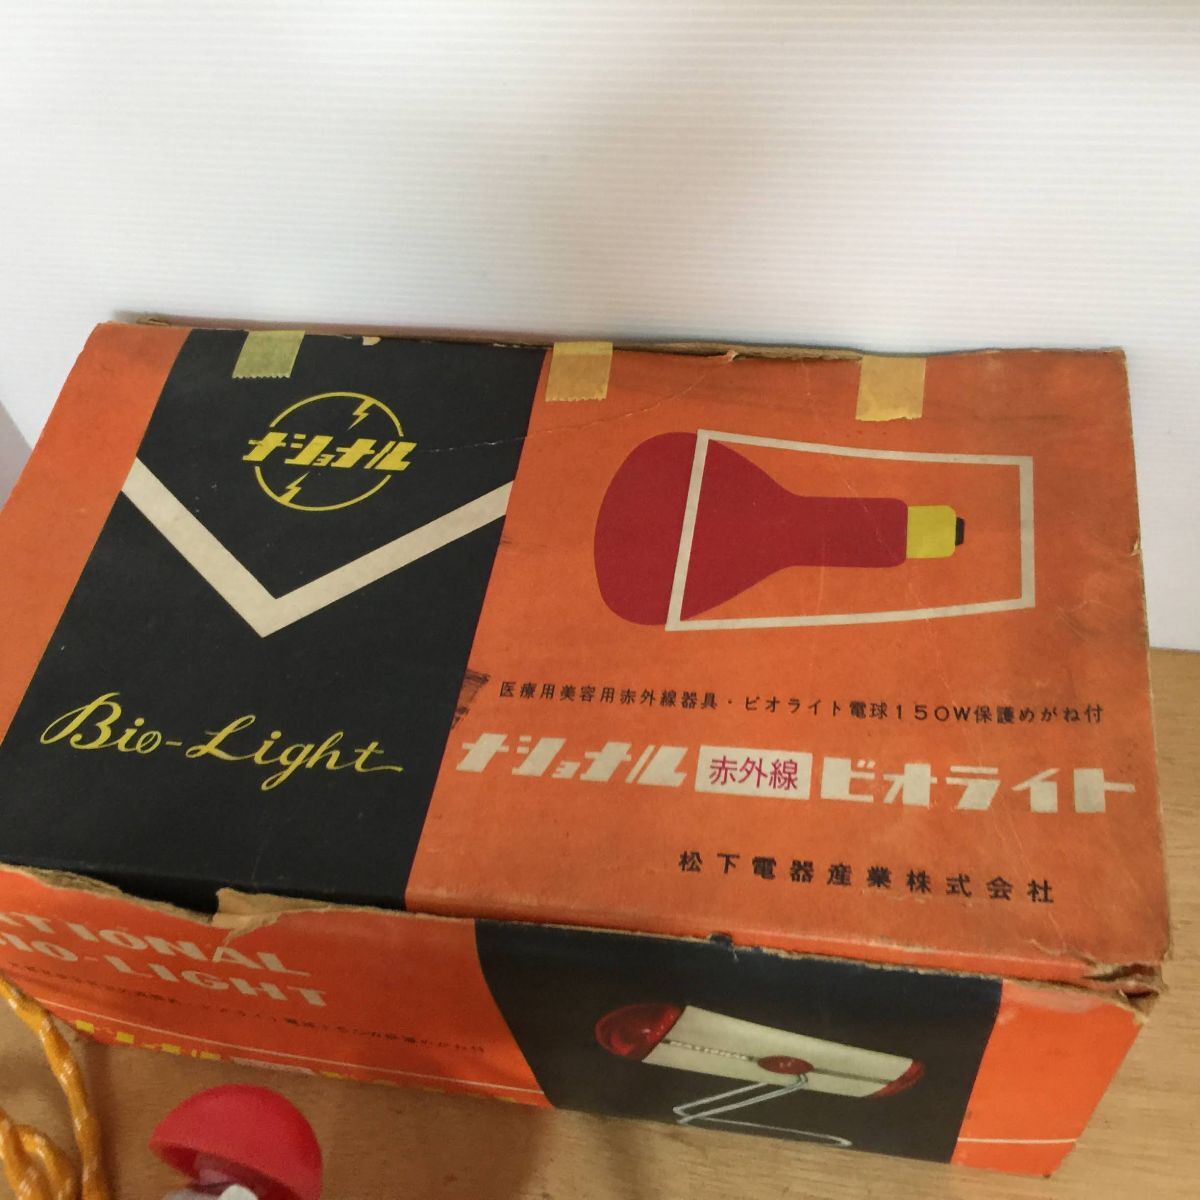 ナショナル
Bio-Light
医療用美容用赤外線器具・ビオライト電球150W保護めがね付
ナショナル 赤外線 ビオライト
松下電器産業株式会社
NATIONAL
BIO-LIGHT
NATIONAL